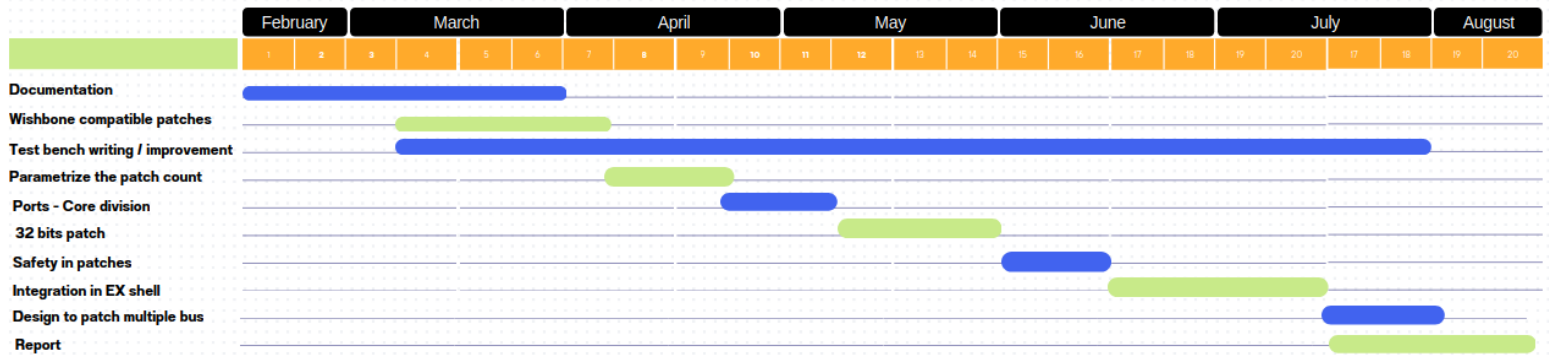 February March April May June July August
1 2 3 4 5 6 7 8 9 10 11 12 13 14 15 16 17 18 19 20 17 18 19 20
Documentation
Wishbone compatible patches
Test bench writing / improvement
Parametrize the patch count
Ports - Core division
32 bits patch
Safety in patches
Integration in EX shell
Design to patch multiple bus
Report